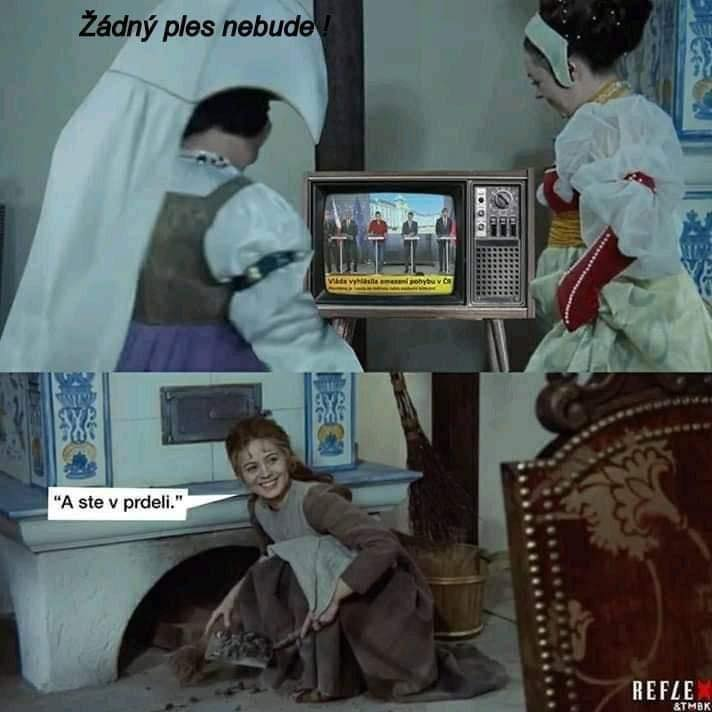 Žádný ples nebude !
Vláda vyhlásila omezení pohybu v ČR
“A ste v prdeli.”
REFLEX
&TMBK